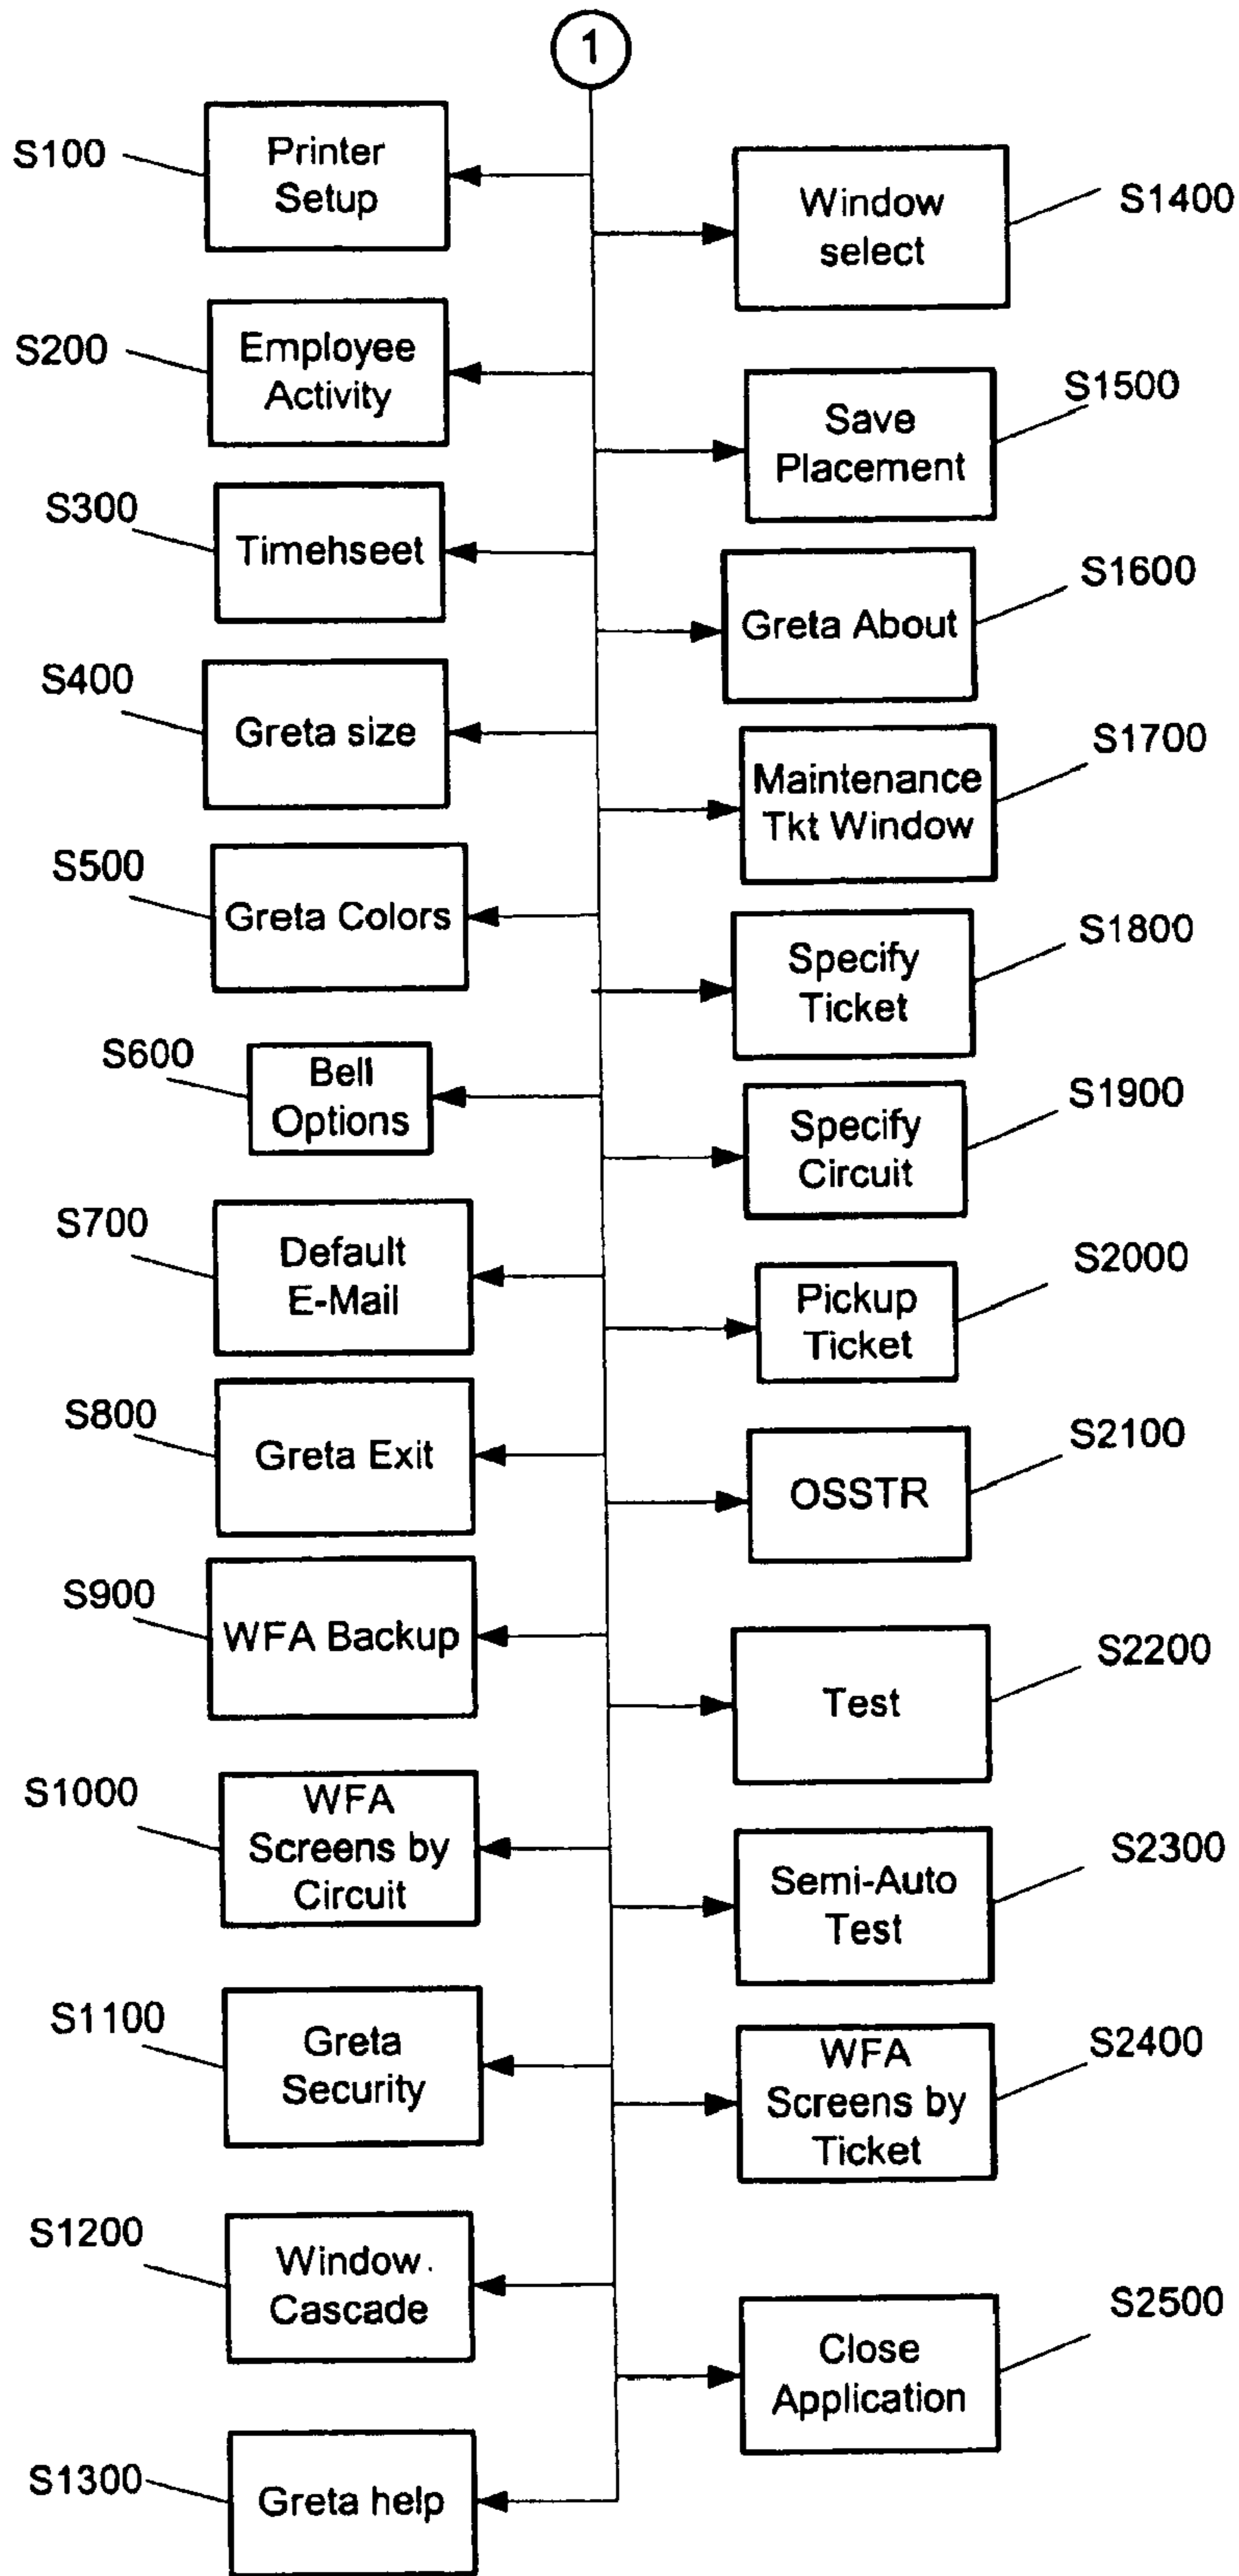 1
S100
Printer
Setup
S200
Employee
Activity
S300
Timehseet
S400
Greta size
S500
Greta Colors
S600
Bell
Options
S700
Default
E-Mail
S800
Greta Exit
S900
WFA Backup
S1000
WFA
Screens by
Circuit
S1100
Greta
Security
S1200
Window
Cascade
S1300
Greta help
Window
select
S1400
Save
Placement
S1500
Greta About
S1600
Maintenance
Tkt Window
S1700
Specify
Ticket
S1800
Specify
Circuit
S1900
Pickup
Ticket
S2000
OSSTR
S2100
Test
S2200
Semi-Auto
Test
S2300
WFA
Screens by
Ticket
S2400
Close
Application
S2500